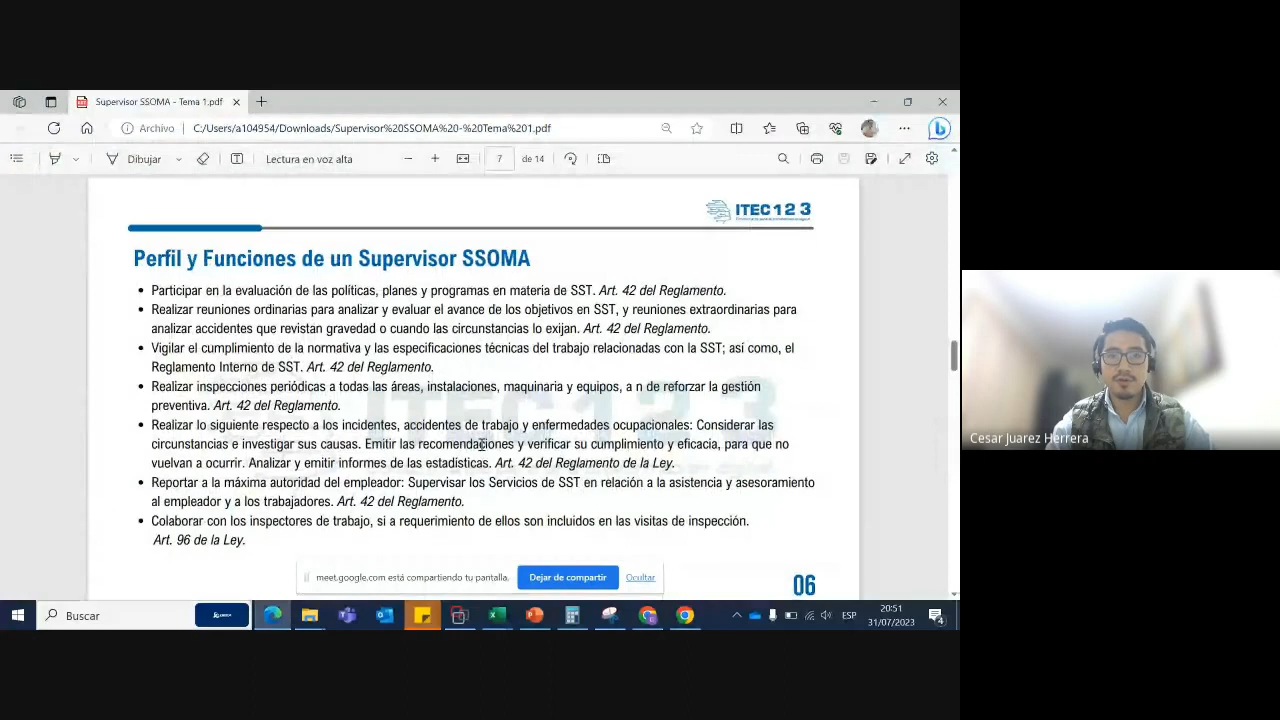 Supervisor SSOMA - Tema 1.pdf
Archivo
C:/Users/a104954/Downloads/Supervisor%20SSOMA%20-%20Tema%201.pdf
Dibujar
Lectura en voz alta
7
de 14
ITEC 1 2 3
Perfil y Funciones de un Supervisor SSOMA
• Participar en la evaluación de las políticas, planes y programas en materia de SST. Art. 42 del Reglamento.
• Realizar reuniones ordinarias para analizar y evaluar el avance de los objetivos en SST, y reuniones extraordinarias para
analizar accidentes que revistan gravedad o cuando las circunstancias lo exijan. Art. 42 del Reglamento.
• Vigilar el cumplimiento de la normativa y las especificaciones técnicas del trabajo relacionadas con la SST; así como, el
Reglamento Interno de SST. Art. 42 del Reglamento.
• Realizar inspecciones periódicas a todas las áreas, instalaciones, maquinaria y equipos, a n de reforzar la gestión
preventiva. Art. 42 del Reglamento.
• Realizar lo siguiente respecto a los incidentes, accidentes de trabajo y enfermedades ocupacionales: Considerar las
circunstancias e investigar sus causas. Emitir las recomendaciones y verificar su cumplimiento y eficacia, para que no
vuelvan a ocurrir. Analizar y emitir informes de las estadísticas. Art. 42 del Reglamento de la Ley.
• Reportar a la máxima autoridad del empleador: Supervisar los Servicios de SST en relación a la asistencia y asesoramiento
al empleador y a los trabajadores. Art. 42 del Reglamento.
• Colaborar con los inspectores de trabajo, si a requerimiento de ellos son incluidos en las visitas de inspección.
Art. 96 de la Ley.
meet.google.com está compartiendo tu pantalla.
Dejar de compartir
Ocultar
06
Buscar
ESP
20:51
31/07/2023
4
Cesar Juarez Herrera